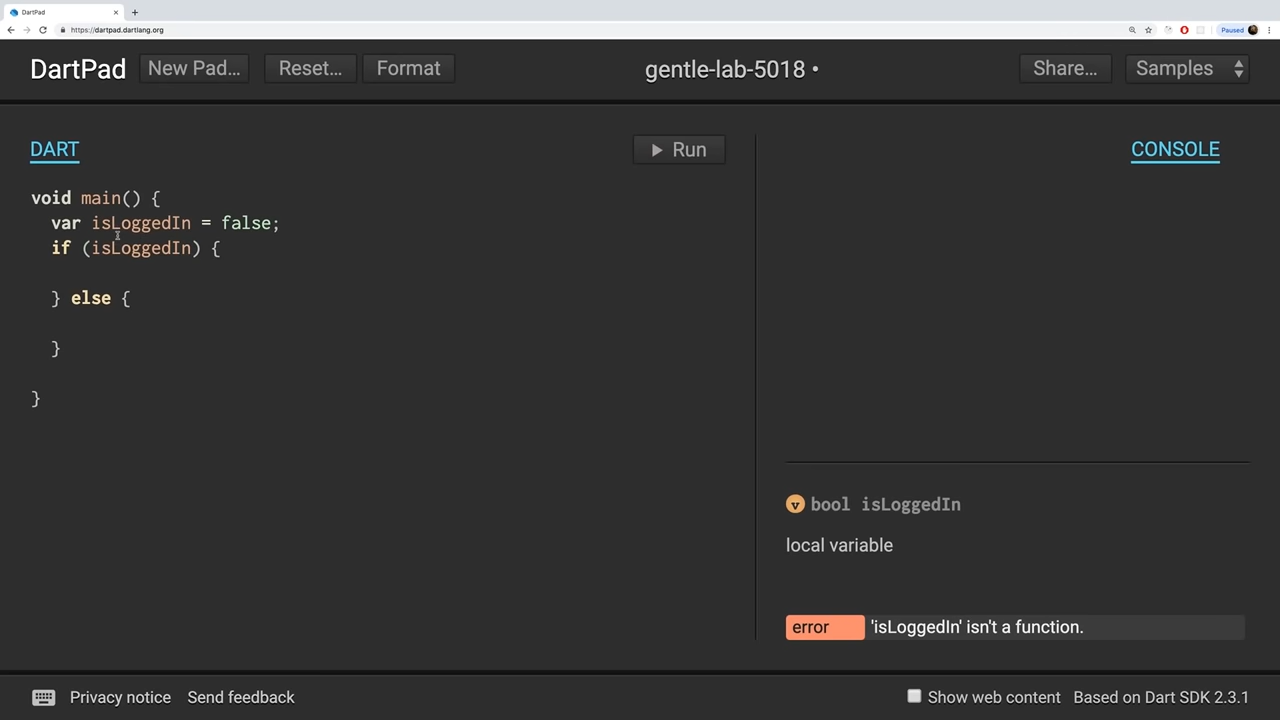 DartPad
https://dartpad.dartlang.org
Paused
DartPad
New Pad...
Reset...
Format
gentle-lab-5018 •
Share...
Samples
DART
Run
CONSOLE
void main() {
  var isLoggedIn = false;
  if (isLoggedIn) {
  } else {
  }
}
v bool isLoggedIn
local variable
error 'isLoggedIn' isn't a function.
Privacy notice
Send feedback
Show web content
Based on Dart SDK 2.3.1